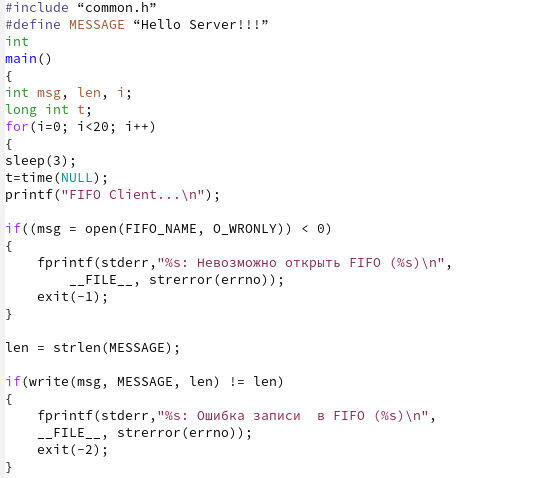 #include “common.h”
#define MESSAGE “Hello Server!!!”
int
main()
{
int msg, len, i;
long int t;
for(i=0; i<20; i++)
{
sleep(3);
t=time(NULL);
printf("FIFO Client...\n");
if((msg = open(FIFO_NAME, O_WRONLY)) < 0)
{
    fprintf(stderr,"%s: Невозможно открыть FIFO (%s)\n",
        __FILE__, strerror(errno));
    exit(-1);
}
len = strlen(MESSAGE);
if(write(msg, MESSAGE, len) != len)
{
    fprintf(stderr,"%s: Ошибка записи  в FIFO (%s)\n",
    __FILE__, strerror(errno));
    exit(-2);
}